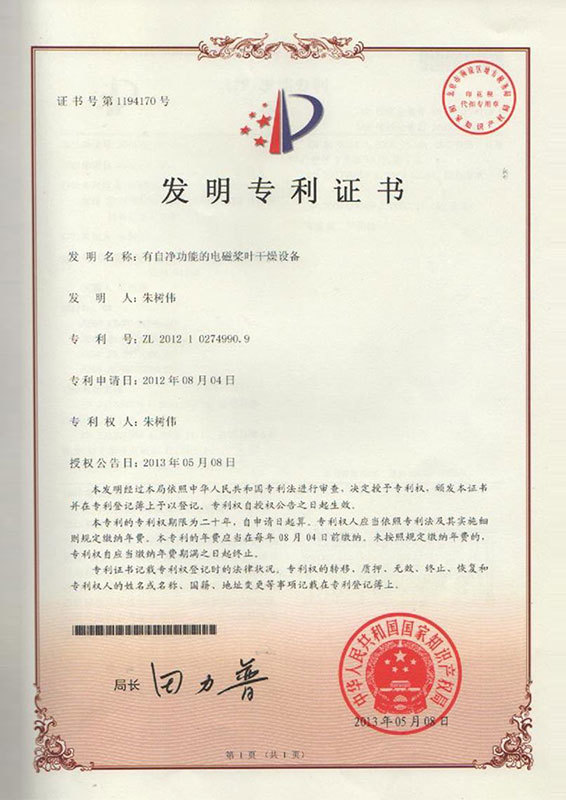 证书号第1194170号
印花税
代扣专用章
国家知识产权局
发明专利证书
发明名称：有自净功能的电磁桨叶干燥设备
发明人：朱树伟
专利号：ZL 2012 1 0274990.9
专利申请日：2012年08月04日
专利权人：朱树伟
授权公告日：2013年05月08日
本发明经过本局依照中华人民共和国专利法进行审查，决定授予专利权，颁发本证书
并在专利登记簿上予以登记。专利权自授权公告之日起生效。
本专利的专利权期限为二十年，自申请日起算。专利权人应当依照专利法及其实施细
则规定缴纳年费。本专利的年费应当在每年08月04日前缴纳。未按照规定缴纳年费的，
专利权自应当缴纳年费期满之日起终止。
专利证书记载专利权登记时的法律状况。专利权的转移、质押、无效、终止、恢复和
专利权人的姓名或名称、国籍、地址变更等事项记载在专利登记簿上。
局长 田力普
中华人民共和国国家知识产权局
2013年05月08日
第1页（共1页）